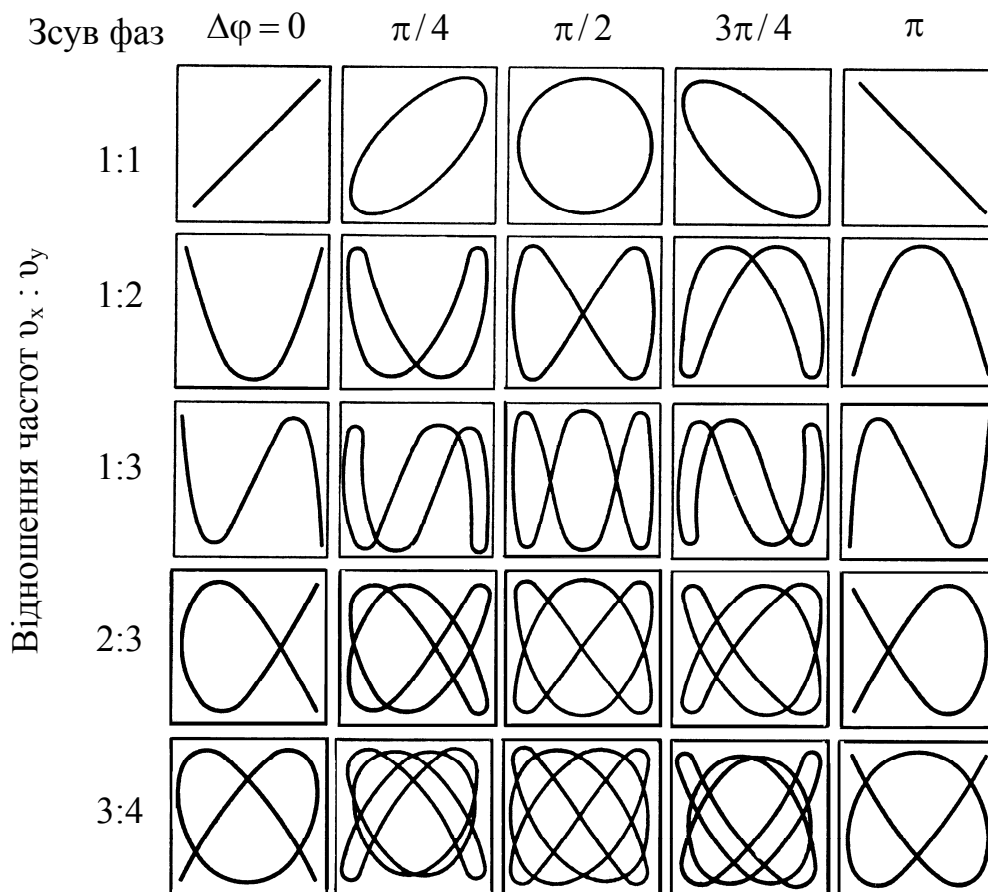 Зсув фаз Δφ = 0 π / 4 π / 2 3π / 4 π
Відношення частот υx : υy
1:1
1:2
1:3
2:3
3:4